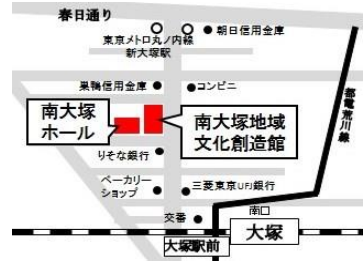 春日通り
朝日信用金庫
東京メトロ丸ノ内線
新大塚駅
巣鴨信用金庫
コンビニ
都電荒川線
南大塚
ホール
南大塚地域
文化創造館
りそな銀行
ベーカリー
ショップ
三菱東京UFJ銀行
交番
南口
大塚
大塚駅前